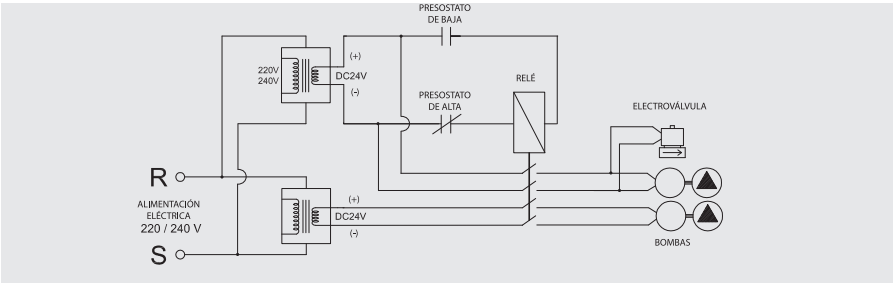 PRESOSTATO
DE BAJA
(+)
220V
240V
DC24V
(-)
RELÉ
PRESOSTATO
DE ALTA
ELECTROVÁLVULA
R
ALIMENTACIÓN
ELÉCTRICA
220 / 240 V
S
(+)
DC24V
(-)
BOMBAS